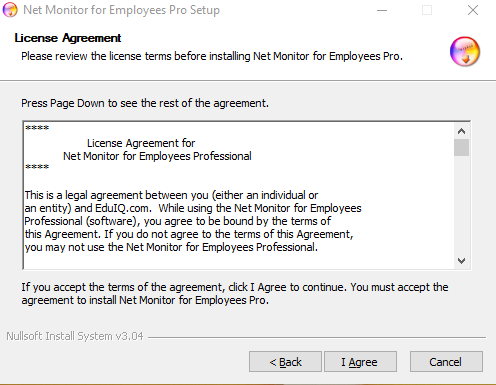 Net Monitor for Employees Pro Setup
License Agreement
Please review the license terms before installing Net Monitor for Employees Pro.
Press Page Down to see the rest of the agreement.
****
License Agreement for
Net Monitor for Employees Professional
****
This is a legal agreement between you (either an individual or
an entity) and EduIQ.com.  While using the Net Monitor for Employees
Professional (software), you agree to be bound by the terms of
this Agreement. If you do not agree to the terms of this Agreement,
you may not use the Net Monitor for Employees Professional.
If you accept the terms of the agreement, click I Agree to continue. You must accept the
agreement to install Net Monitor for Employees Pro.
Nullsoft Install System v3.04
< Back
I Agree
Cancel